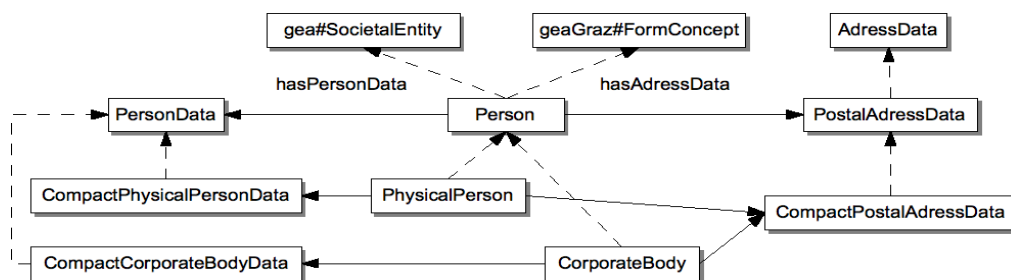 gea#SocietalEntity
geaGraz#FormConcept
AdressData
hasPersonData
hasAdressData
PersonData
Person
PostalAdressData
CompactPhysicalPersonData
PhysicalPerson
CompactPostalAdressData
CompactCorporateBodyData
CorporateBody